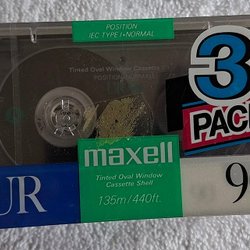 POSITION
IEC TYPE I • NORMAL
Tinted Oval Window Cassette
POSITION • NORMAL
3
PACK
maxell
Tinted Oval Window
Cassette Shell
135m/440ft.
UR
9